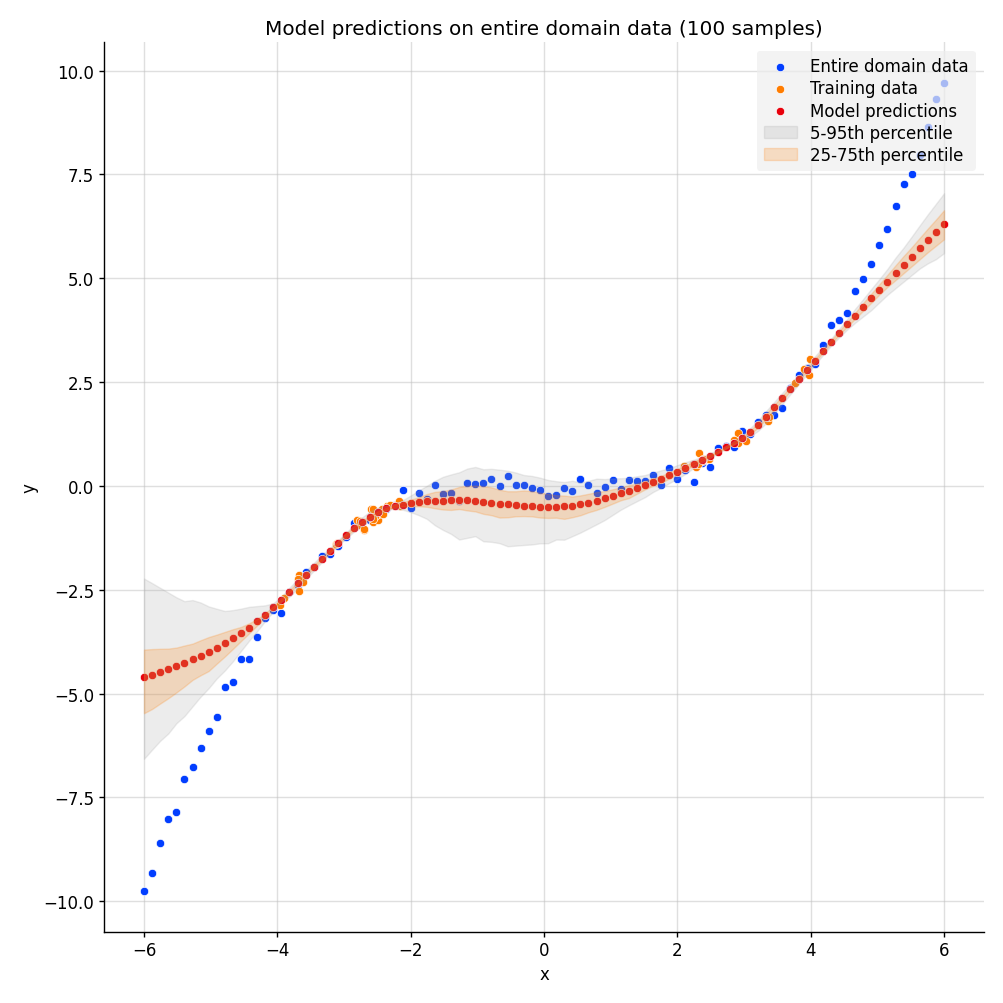 Model predictions on entire domain data (100 samples)
Entire domain data
Training data
Model predictions
5-95th percentile
25-75th percentile
10.0
7.5
5.0
2.5
0.0
−2.5
−5.0
−7.5
−10.0
y
−6
−4
−2
0
2
4
6
x